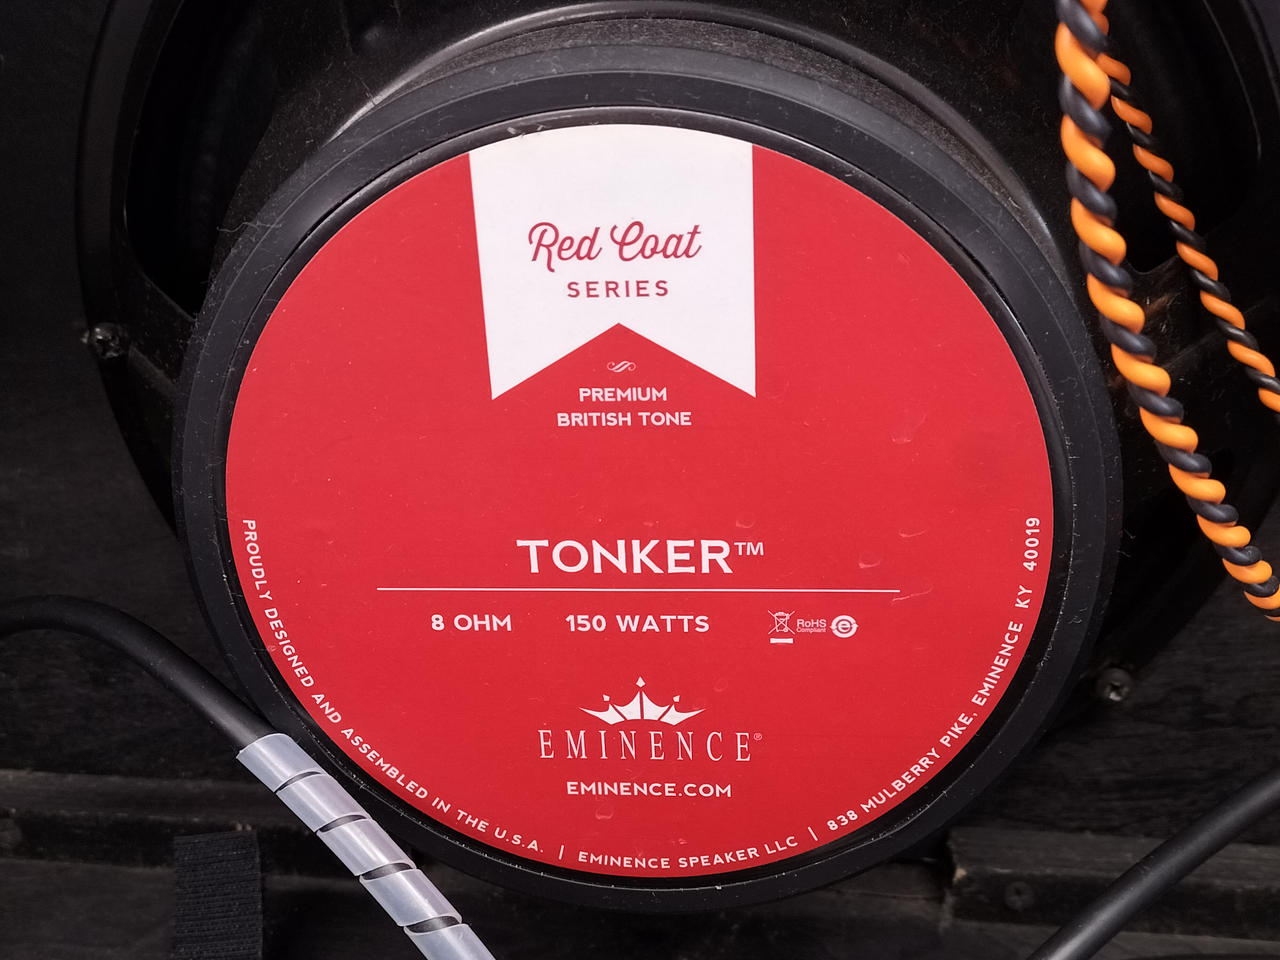 Red Coat
SERIES
PREMIUM
BRITISH TONE
TONKER™
8 OHM 150 WATTS RoHS
Compliant e
EMINENCE®
EMINENCE.COM
PROUDLY DESIGNED AND ASSEMBLED IN THE U.S.A. | EMINENCE SPEAKER LLC | 838 MULBERRY PIKE, EMINENCE KY 40019